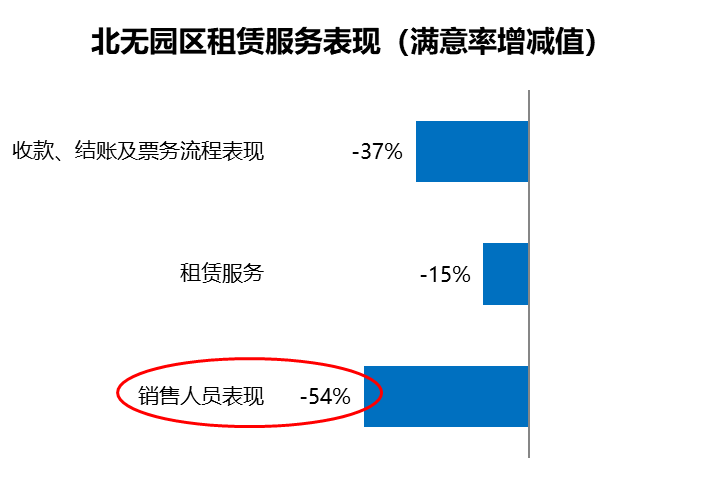 北无园区租赁服务表现（满意率增减值）
收款、结账及票务流程表现 -37%
租赁服务 -15%
销售人员表现 -54%